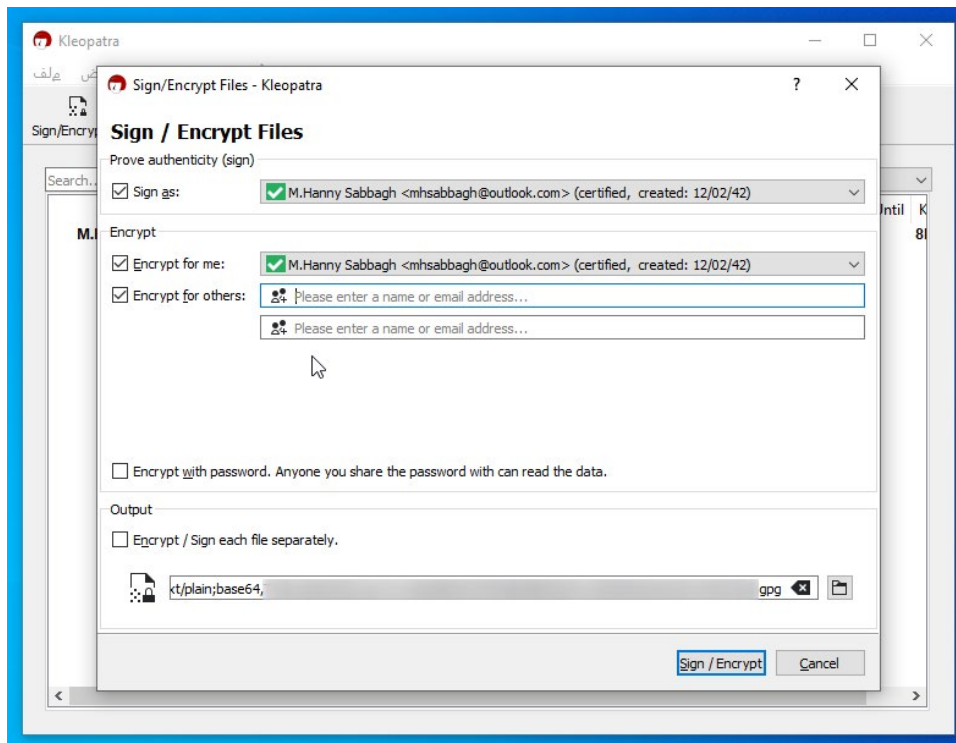 Kleopatra
ملف
Sign/Encrypt Files - Kleopatra
?
Sign/Encryp
Sign / Encrypt Files
Prove authenticity (sign)
Search..
Sign as:
M.Hanny Sabbagh <mhsabbagh@outlook.com> (certified, created: 12/02/42)
Until K
M.I
Encrypt
8I
Encrypt for me:
M.Hanny Sabbagh <mhsabbagh@outlook.com> (certified, created: 12/02/42)
Encrypt for others:
Please enter a name or email address...
Please enter a name or email address...
Encrypt with password. Anyone you share the password with can read the data.
Output
Encrypt / Sign each file separately.
xt/plain;base64,
gpg
Sign / Encrypt
Cancel